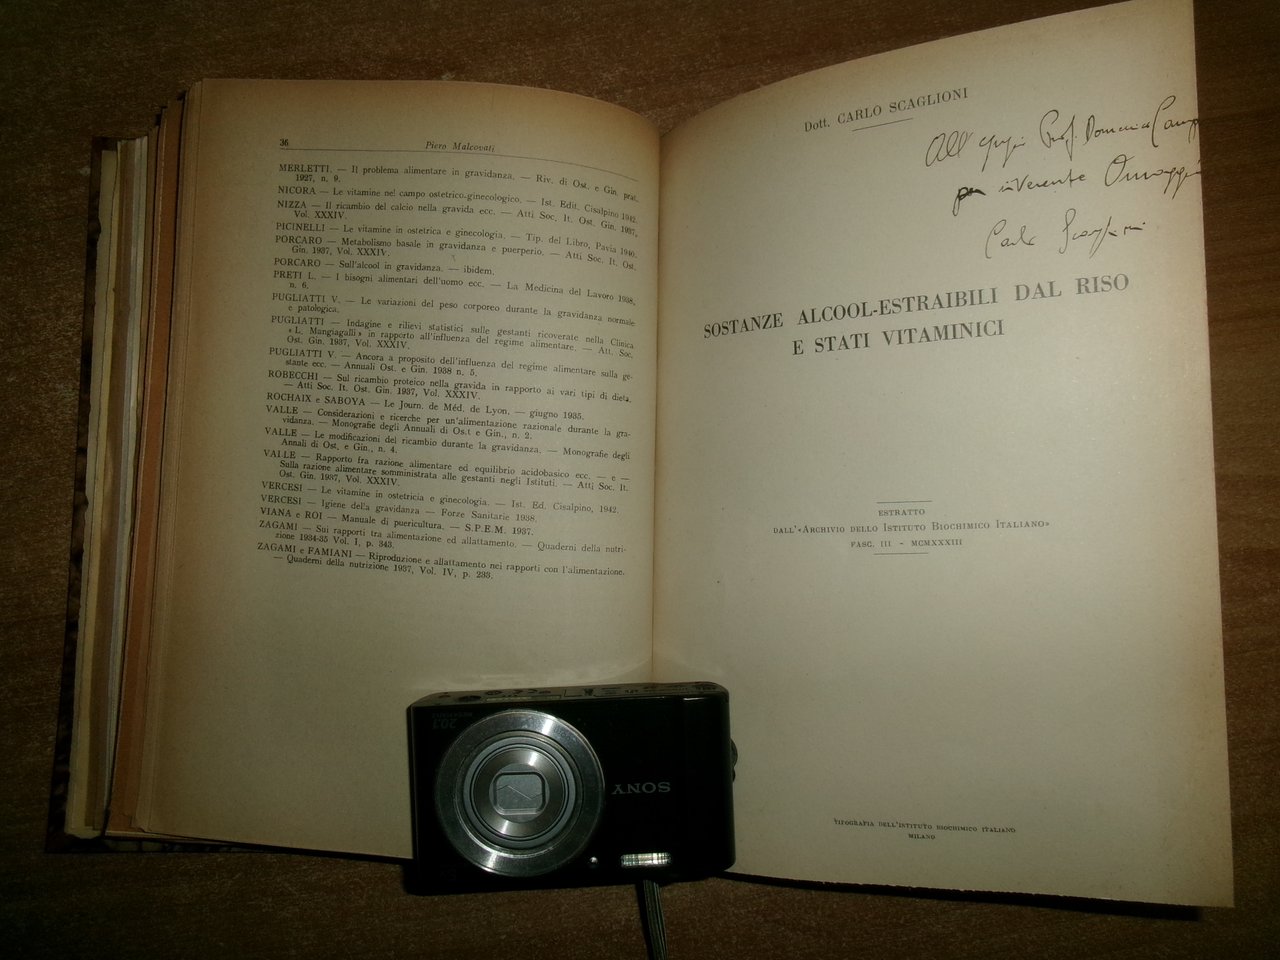 36
Piero Malcovati
MERLETTI. — Il problema alimentare in gravidanza. — Riv. di Ost. e Gin. prat.
1927, n. 9.
NICORA — Le vitamine nel campo ostetrico-ginecologico. — Ist. Edit. Cisalpino 1942.
NIZZA — Il ricambio del calcio nella gravida ecc. — Atti Soc. It. Ost. Gin. 1937,
Vol. XXXIV.
PICINELLI — Le vitamine in ostetrica e ginecologia. — Tip. del Libro, Pavia 1940.
PORCARO — Metabolismo basale in gravidanza e puerperio. — Atti Soc. It. Ost.
Gin. 1937, Vol. XXXIV.
PORCARO — Sull'alcool in gravidanza. — ibidem.
PRETI L. — I bisogni alimentari dell'uomo ecc. — La Medicina del Lavoro 1938,
n. 6.
PUGLIATTI V. — Le variazioni del peso corporeo durante la gravidanza normale
e patologica.
PUGLIATTI — Indagine e rilievi statistici sulle gestanti ricoverate nella Clinica
« L. Mangiagalli » in rapporto all'influenza del regime alimentare. — Att. Soc.
Ost. Gin. 1937, Vol. XXXIV.
PUGLIATTI V. — Ancora a proposito dell'influenza del regime alimentare sulla ge-
stante ecc. — Annuali Ost. e Gin. 1938 n. 5.
ROBECCHI — Sul ricambio proteico nella gravida in rapporto ai vari tipi di dieta.
— Atti Soc. It. Ost. Gin. 1937, Vol. XXXIV.
ROCHAIX e SABOYA — Le Journ. de Méd. de Lyon. — giugno 1935.
VALLE — Considerazioni e ricerche per un'alimentazione razionale durante la gra-
vidanza. — Monografie degli Annuali di Os.t e Gin., n. 2.
VALLE — Le modificazioni del ricambio durante la gravidanza. — Monografie degli
Annali di Ost. e Gin., n. 4.
VALLE — Rapporto fra razione alimentare ed equilibrio acidobasico ecc. — e —
Sulla razione alimentare somministrata alle gestanti negli Istituti. — Atti Soc. It.
Ost. Gin. 1937, Vol. XXXIV.
VERCESI — Le vitamine in ostetricia e ginecologia. — Ist. Ed. Cisalpino, 1942.
VERCESI — Igiene della gravidanza — Forze Sanitarie 1938.
VIANA e ROI — Manuale di puericultura. — S.P.E.M. 1937.
ZAGAMI — Sui rapporti tra alimentazione ed allattamento. — Quaderni della nutri-
zione 1934-35 Vol. I, p. 343.
ZAGAMI e FAMIANI — Riproduzione e allattamento nei rapporti con l'alimentazione.
— Quaderni della nutrizione 1937, Vol. IV, p. 233.
Dott. CARLO SCAGLIONI
All' egregio Prof. Domenico
per riverente Omaggio
Carlo Scaglioni
SOSTANZE ALCOOL-ESTRAIBILI DAL RISO
E STATI VITAMINICI
ESTRATTO
DALL'«ARCHIVIO DELLO ISTITUTO BIOCHIMICO ITALIANO»
FASC. III - MCMXXXIII
TIPOGRAFIA DELL'ISTITUTO BIOCHIMICO ITALIANO
MILANO
SONY
20.1